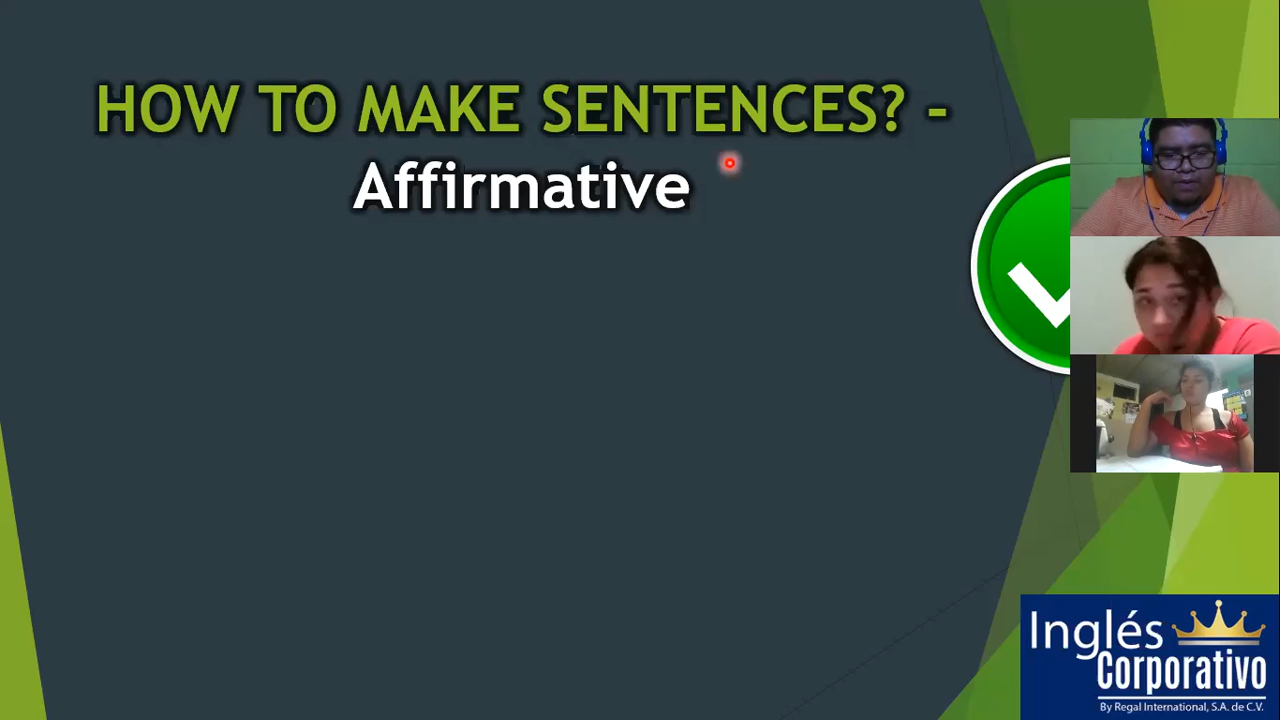 HOW TO MAKE SENTENCES? -
Affirmative
Inglés
Corporativo
By Regal International, S.A. de C.V.